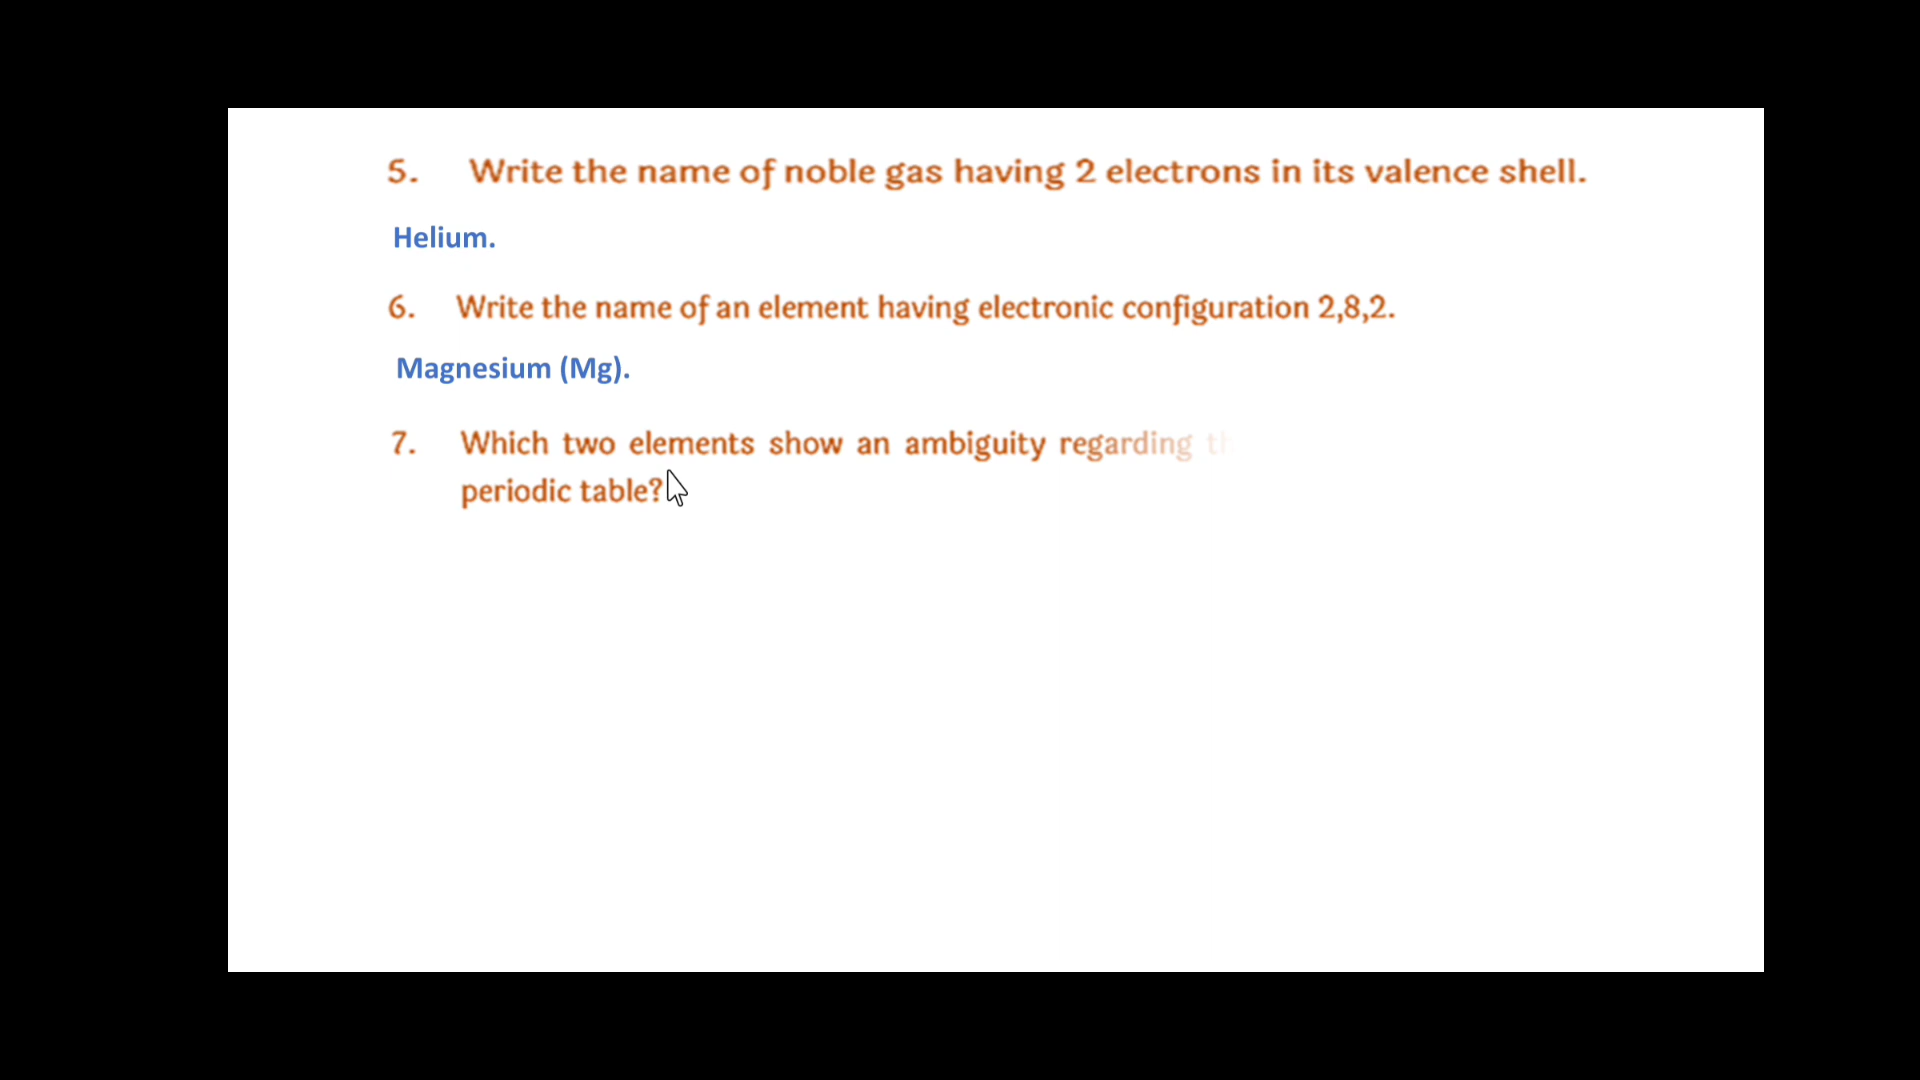 5. Write the name of noble gas having 2 electrons in its valence shell.
Helium.
6. Write the name of an element having electronic configuration 2,8,2.
Magnesium (Mg).
7. Which two elements show an ambiguity regarding
periodic table?